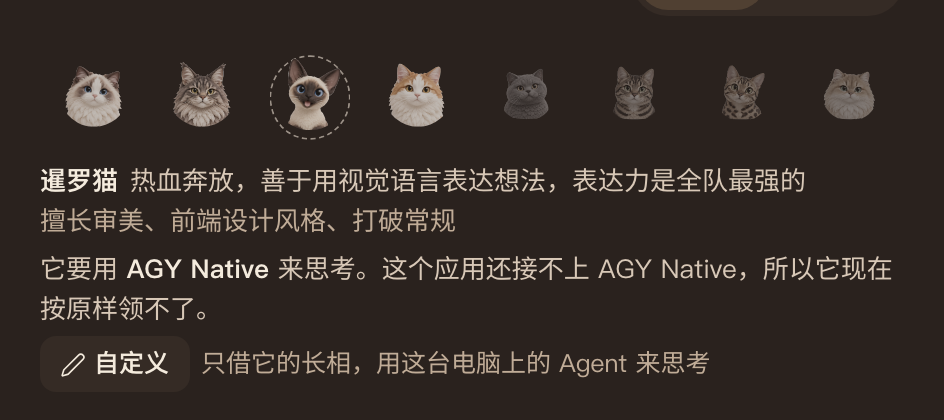 暹罗猫 热血奔放，善于用视觉语言表达想法，表达力是全队最强的
擅长审美、前端设计风格、打破常规
它要用 AGY Native 来思考。这个应用还接不上 AGY Native，所以它现在
按原样领不了。
自定义 只借它的长相，用这台电脑上的 Agent 来思考